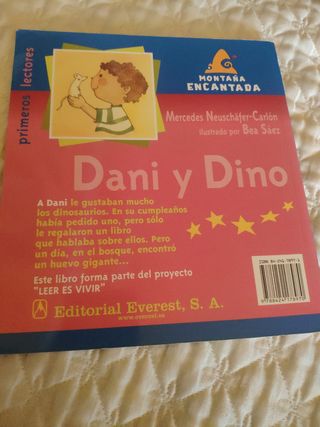 primeros lectores
MONTAÑA
ENCANTADA
Mercedes Neuschäfer-Carlón
ilustrado por Bea Sáez
Dani y Dino
A Dani le gustaban mucho
los dinosaurios. En su cumpleaños
había pedido uno, pero sólo
le regalaron un libro
que hablaba sobre ellos. Pero
un día, en el bosque, encontró
un huevo gigante...
Este libro forma parte del proyecto
"LEER ES VIVIR"
Editorial Everest, S. A.
www.everest.es